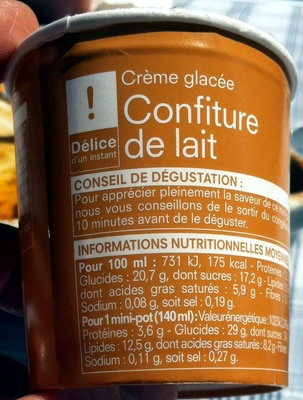 Crème glacée
!
Confiture
de lait
Délice
d'un instant
CONSEIL DE DÉGUSTATION :
Pour apprécier pleinement la saveur de ce
nous vous conseillons de le sortir du
10 minutes avant de le déguster.
INFORMATIONS NUTRITIONNELLES MOYENNES
Pour 100 ml : 731 kJ, 175 kcal - Protéines :
Glucides : 20,7 g, dont sucres : 17,2 g - Lipides :
dont acides gras saturés : 5,9 g - Fibres :
Sodium : 0,08 g, soit sel : 0,19 g.
Pour 1 mini-pot (140 ml) : Valeur énergétique :
Protéines : 3,6 g - Glucides : 29 g, dont sucres :
Lipides : 12,5 g, dont acides gras saturés : 8,2 g - Fibres
Sodium : 0,11 g, soit sel : 0,27 g.